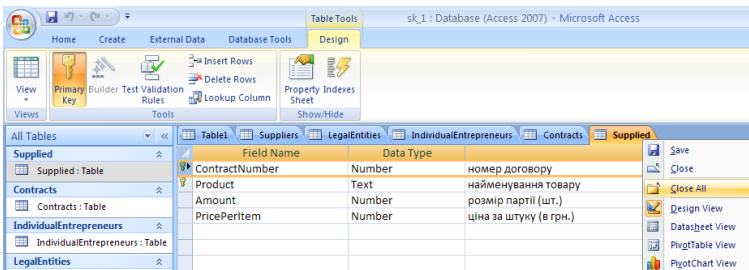 Table Tools
sk_1 : Database (Access 2007) - Microsoft Access
Home Create External Data Database Tools Design
View
Primary Key
Builder
Test Validation Rules
Insert Rows
Delete Rows
Lookup Column
Property Sheet
Indexes
Views
Tools
Show/Hide
All Tables «
Table1 Suppliers LegalEntities IndividualEntrepreneurs Contracts Supplied
Supplied
Supplied : Table
Contracts
Contracts : Table
IndividualEntrepreneurs
IndividualEntrepreneurs : Table
LegalEntities
Field Name Data Type
ContractNumber Number номер договору
Product Text найменування товару
Amount Number розмір партії (шт.)
PricePerItem Number ціна за штуку (в грн.)
Save
Close
Close All
Design View
Datasheet View
PivotTable View
PivotChart View